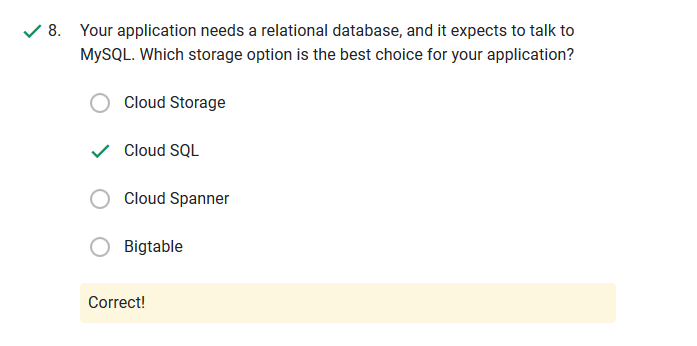 8. Your application needs a relational database, and it expects to talk to
MySQL. Which storage option is the best choice for your application?
Cloud Storage
Cloud SQL
Cloud Spanner
Bigtable
Correct!